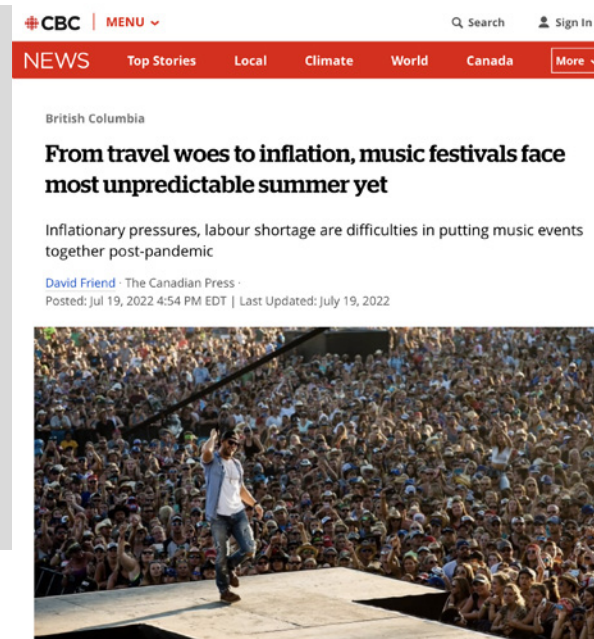 CBC MENU Search Sign In
NEWS Top Stories Local Climate World Canada More
British Columbia
From travel woes to inflation, music festivals face
most unpredictable summer yet
Inflationary pressures, labour shortage are difficulties in putting music events
together post-pandemic
David Friend · The Canadian Press ·
Posted: Jul 19, 2022 4:54 PM EDT | Last Updated: July 19, 2022